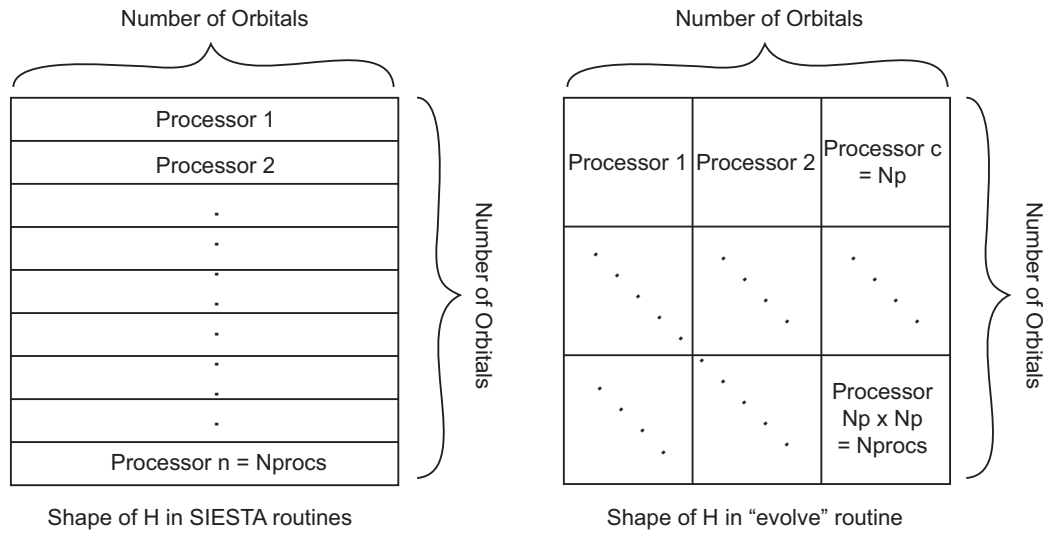 Number of Orbitals
Processor 1
Processor 2
Processor n = Nprocs
Number of Orbitals
Shape of H in SIESTA routines
Number of Orbitals
Processor 1
Processor 2
Processor c
= Np
Processor
Np x Np
= Nprocs
Number of Orbitals
Shape of H in “evolve” routine